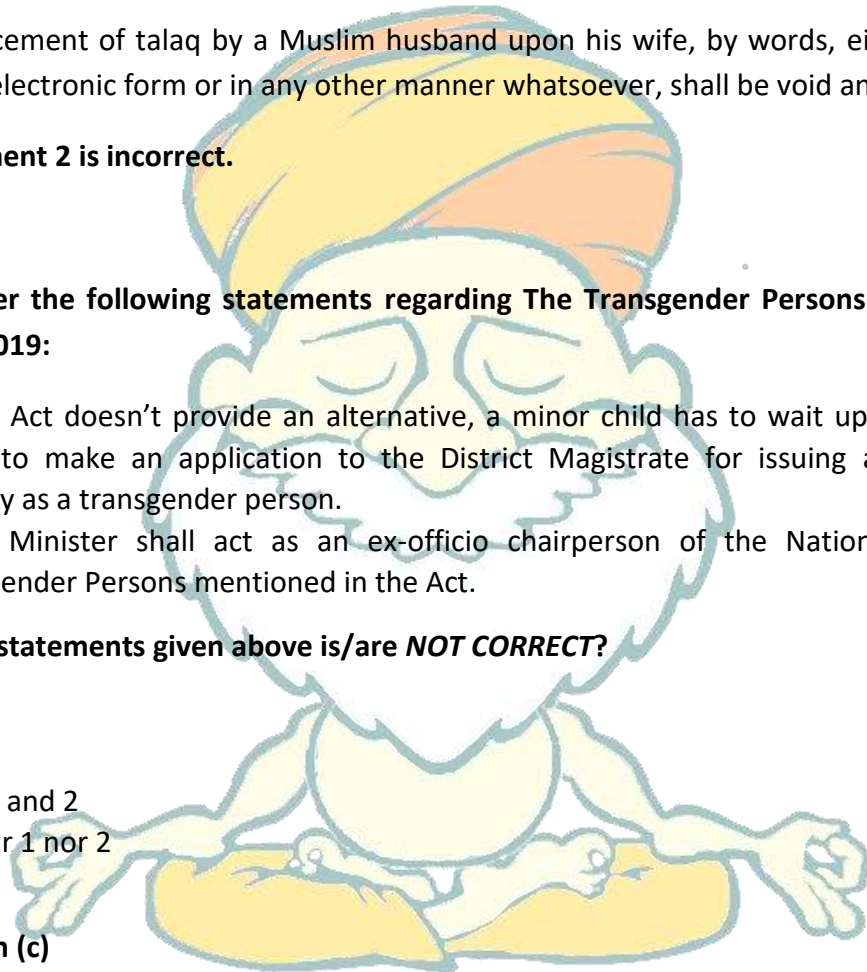 cement of talaq by a Muslim husband upon his wife, by words, ei
electronic form or in any other manner whatsoever, shall be void an
ent 2 is incorrect.
er the following statements regarding The Transgender Persons
019:
Act doesn’t provide an alternative, a minor child has to wait up
to make an application to the District Magistrate for issuing a
y as a transgender person.
Minister shall act as an ex-officio chairperson of the Nation
ender Persons mentioned in the Act.
statements given above is/are NOT CORRECT?
and 2
r 1 nor 2
n (c)